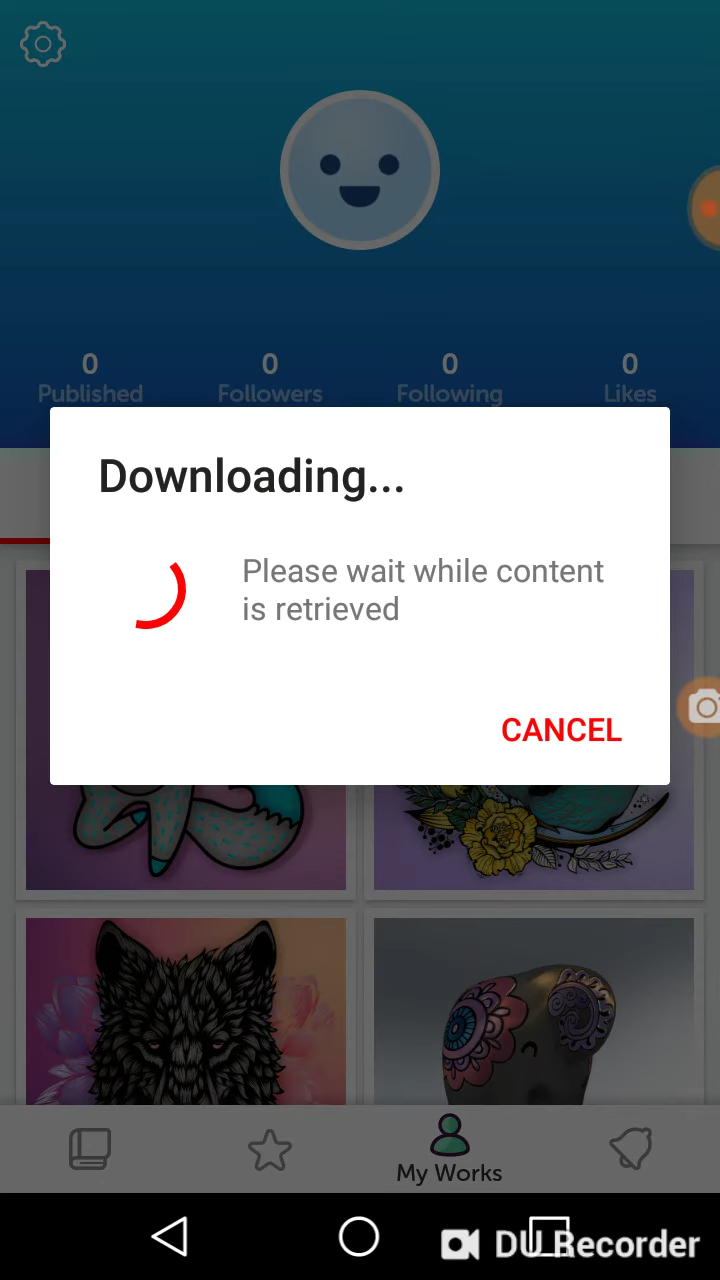 0 0 0 0
Published Followers Following Likes
Downloading...
Please wait while content
is retrieved
CANCEL
My Works
DU Recorder